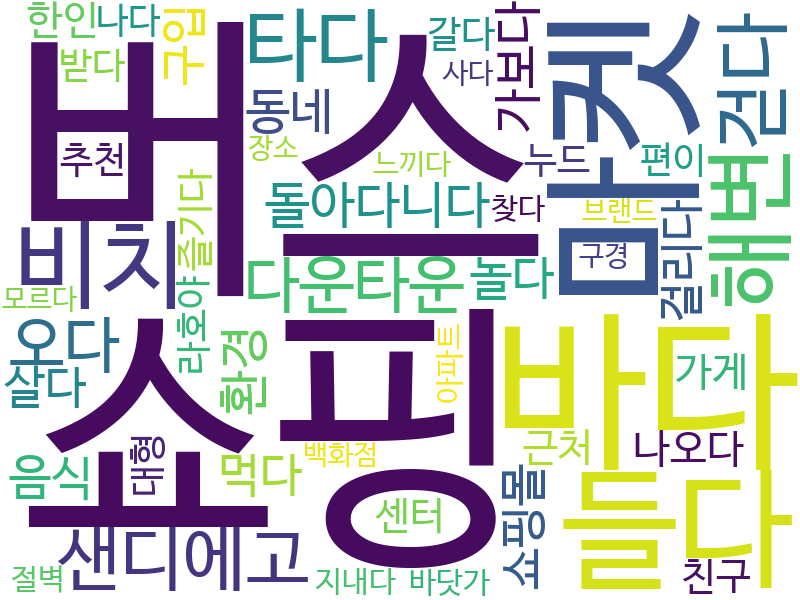 한인
나다
구입
타다
갈다
가보다
마켓
걷다
받다
버스
동네
사다
추천
장소
느끼다
누드
편이
해변
비치
즐기다
돌아다니다
찾다
브랜드
걸리다
모르다
라호야
다운타운
놀다
구경
오다
쇼핑
바다
살다
환경
아파트
가게
음식
대형
먹다
백화점
근처
나오다
샌디에고
센터
쇼핑몰
들다
절벽
지내다
바닷가
친구